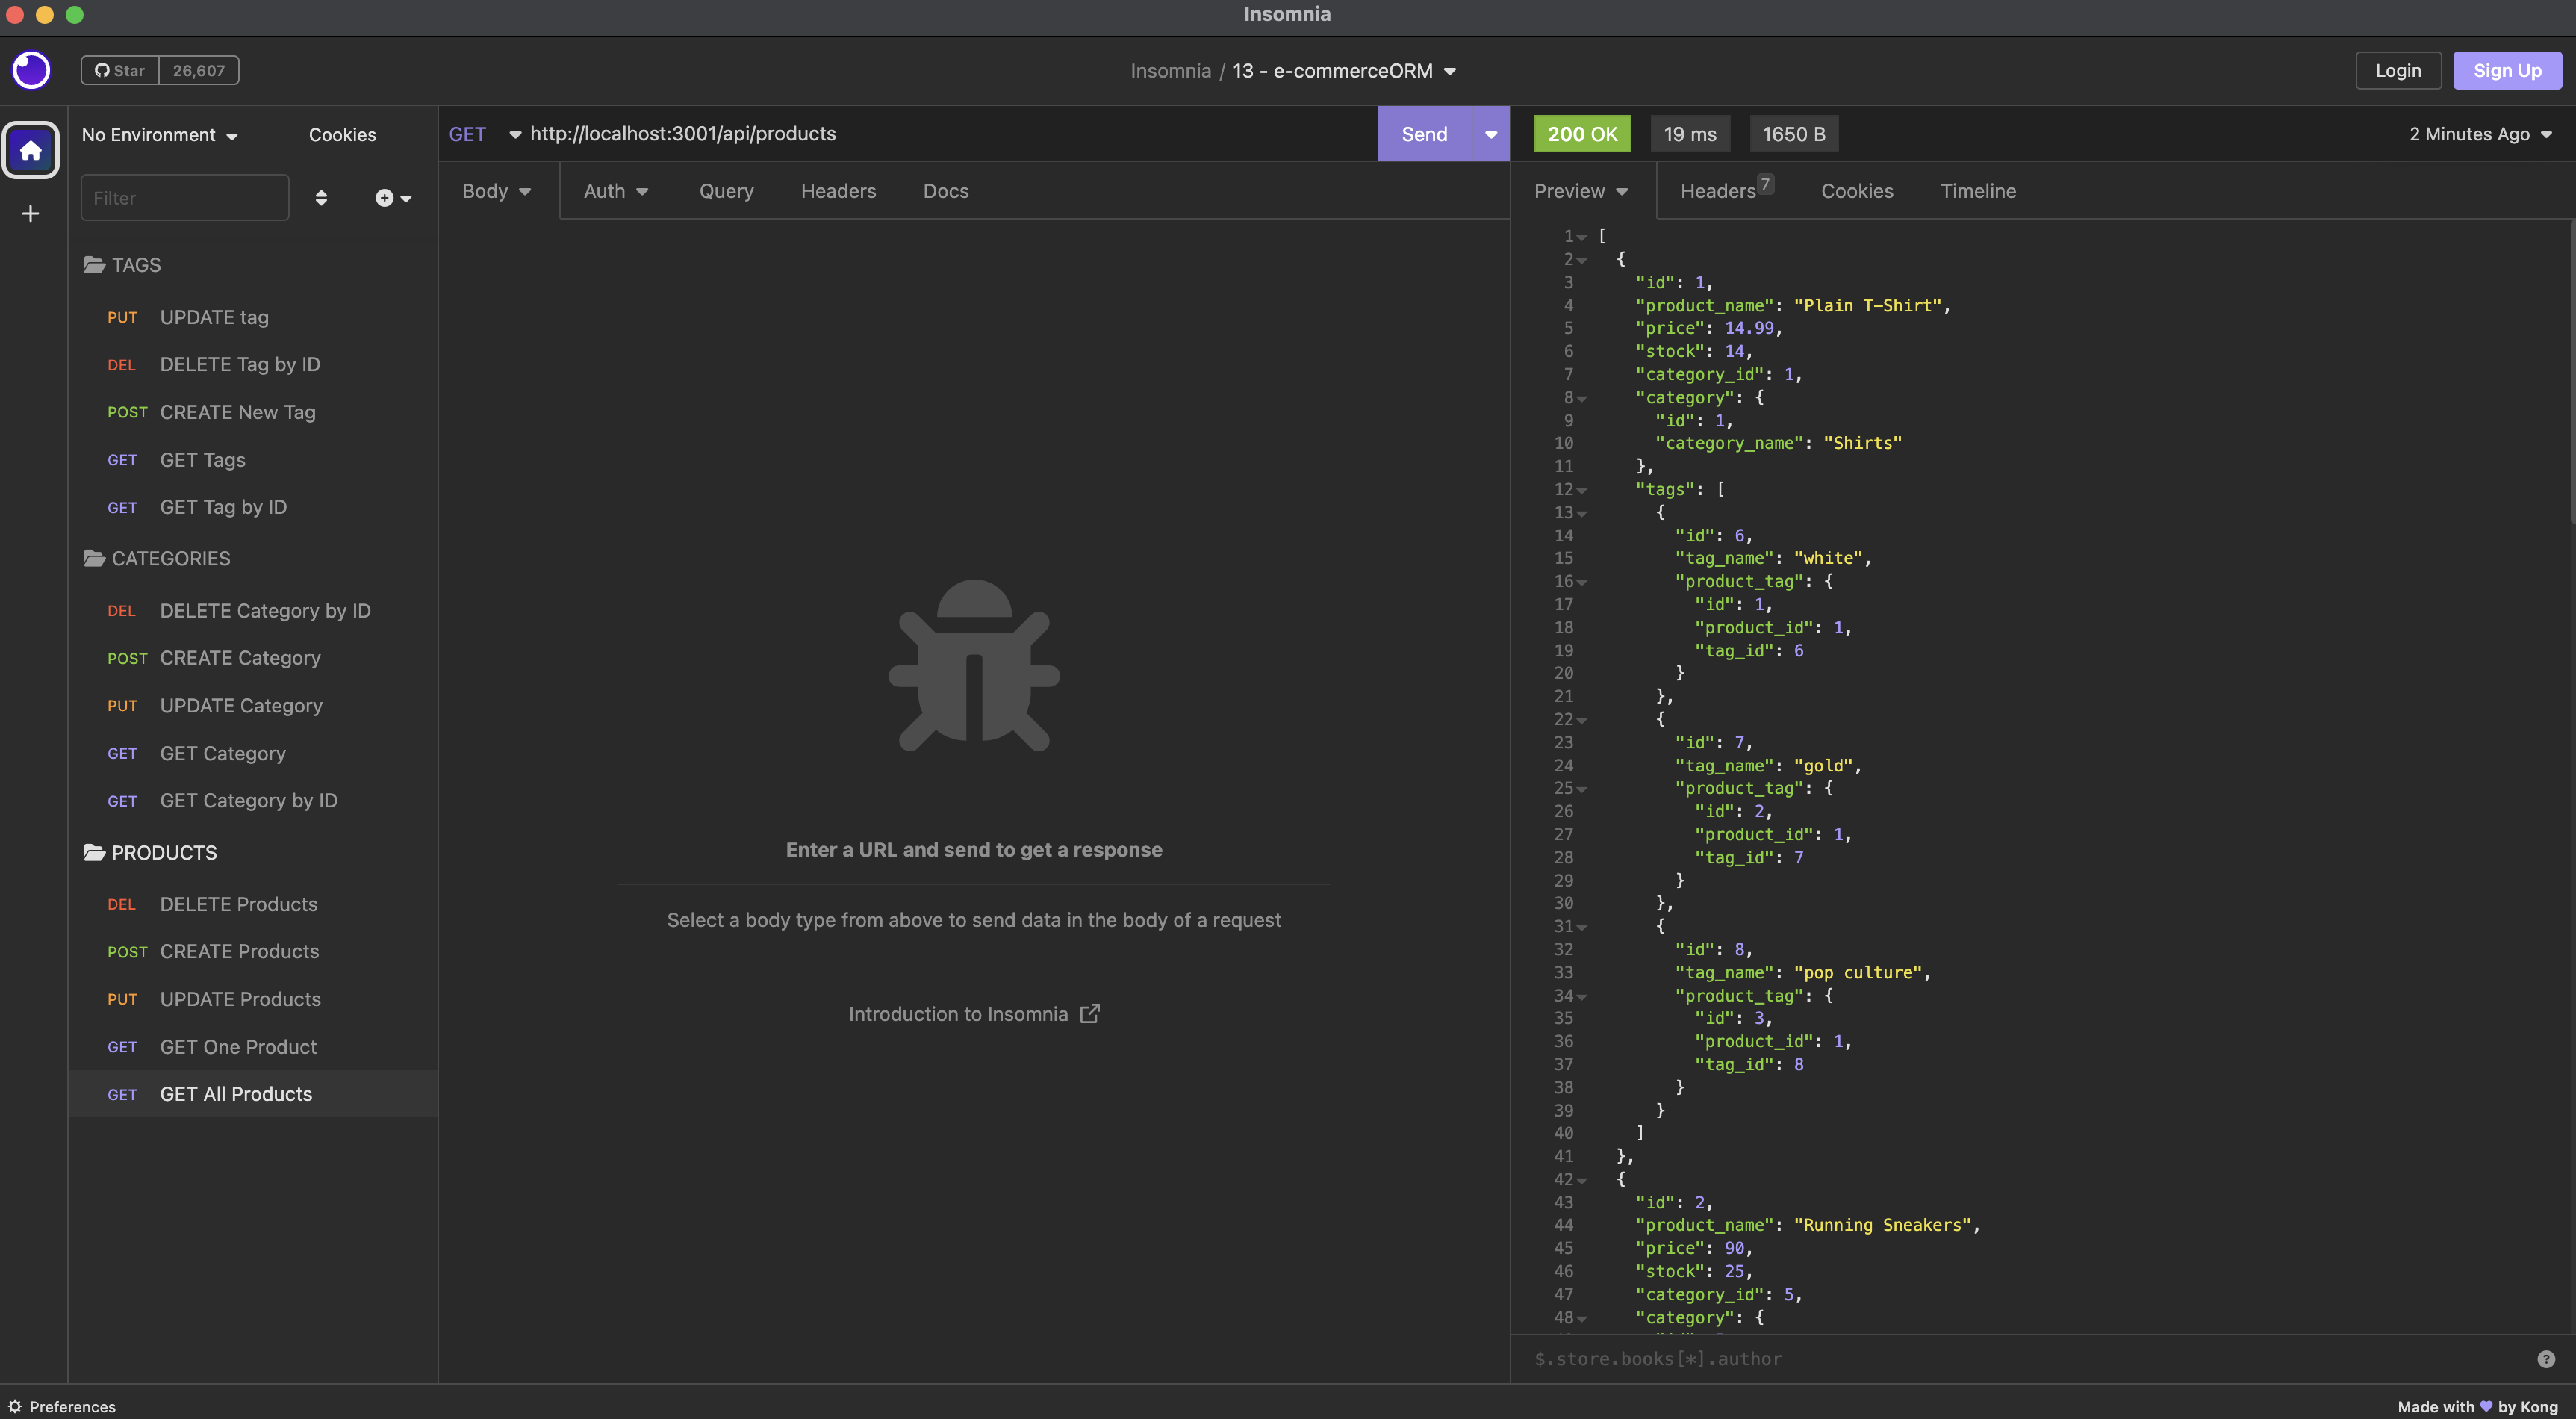 Insomnia
Star 26,607
Insomnia / 13 - e-commerceORM
Login
Sign Up
No Environment
Cookies
Filter
TAGS
PUT UPDATE tag
DEL DELETE Tag by ID
POST CREATE New Tag
GET GET Tags
GET GET Tag by ID
CATEGORIES
DEL DELETE Category by ID
POST CREATE Category
PUT UPDATE Category
GET GET Category
GET GET Category by ID
PRODUCTS
DEL DELETE Products
POST CREATE Products
PUT UPDATE Products
GET GET One Product
GET GET All Products
GET http://localhost:3001/api/products
Send
Body Auth Query Headers Docs
Enter a URL and send to get a response
Select a body type from above to send data in the body of a request
Introduction to Insomnia
200 OK 19 ms 1650 B 2 Minutes Ago
Preview Headers 7 Cookies Timeline
1 [
2 {
3 "id": 1,
4 "product_name": "Plain T-Shirt",
5 "price": 14.99,
6 "stock": 14,
7 "category_id": 1,
8 "category": {
9 "id": 1,
10 "category_name": "Shirts"
11 },
12 "tags": [
13 {
14 "id": 6,
15 "tag_name": "white",
16 "product_tag": {
17 "id": 1,
18 "product_id": 1,
19 "tag_id": 6
20 }
21 },
22 {
23 "id": 7,
24 "tag_name": "gold",
25 "product_tag": {
26 "id": 2,
27 "product_id": 1,
28 "tag_id": 7
29 }
30 },
31 {
32 "id": 8,
33 "tag_name": "pop culture",
34 "product_tag": {
35 "id": 3,
36 "product_id": 1,
37 "tag_id": 8
38 }
39 }
40 ]
41 },
42 {
43 "id": 2,
44 "product_name": "Running Sneakers",
45 "price": 90,
46 "stock": 25,
47 "category_id": 5,
48 "category": {
$.store.books[*].author
Preferences
Made with ♥ by Kong